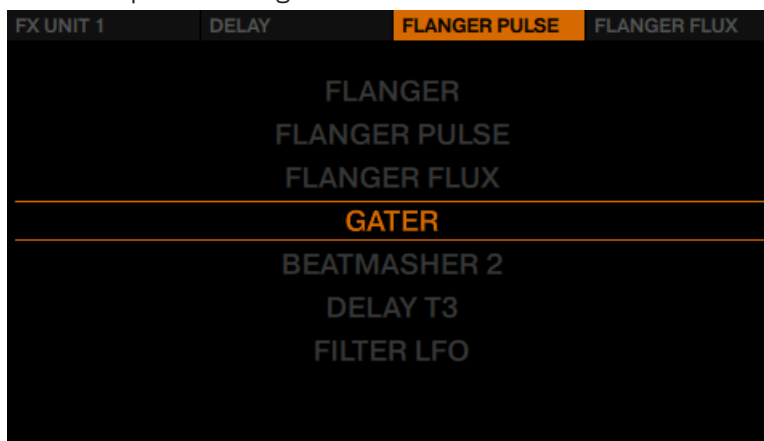 FX UNIT 1 DELAY FLANGER PULSE FLANGER FLUX
FLANGER
FLANGER PULSE
FLANGER FLUX
GATER
BEATMASHER 2
DELAY T3
FILTER LFO